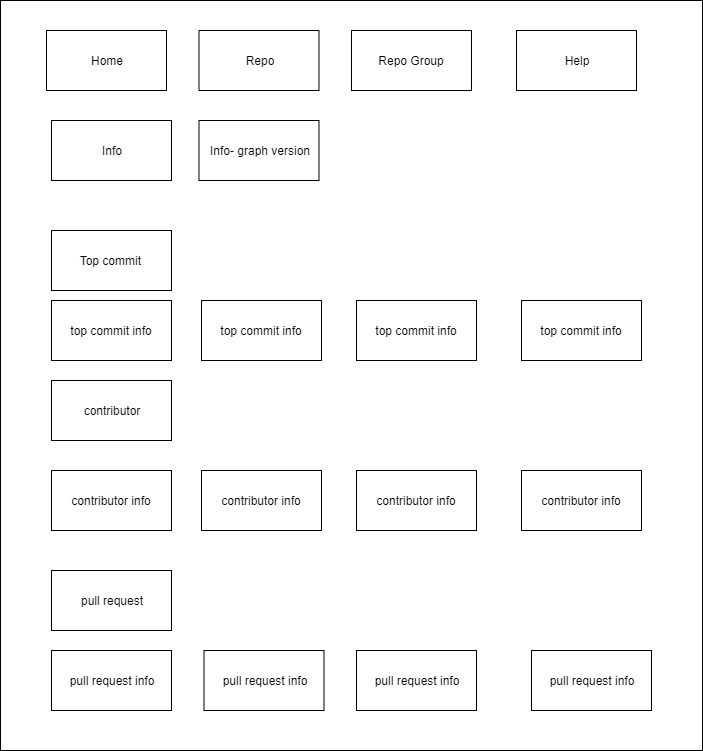 Home
Repo
Repo Group
Help
Info
Info- graph version
Top commit
top commit info
top commit info
top commit info
top commit info
contributor
contributor info
contributor info
contributor info
contributor info
pull request
pull request info
pull request info
pull request info
pull request info